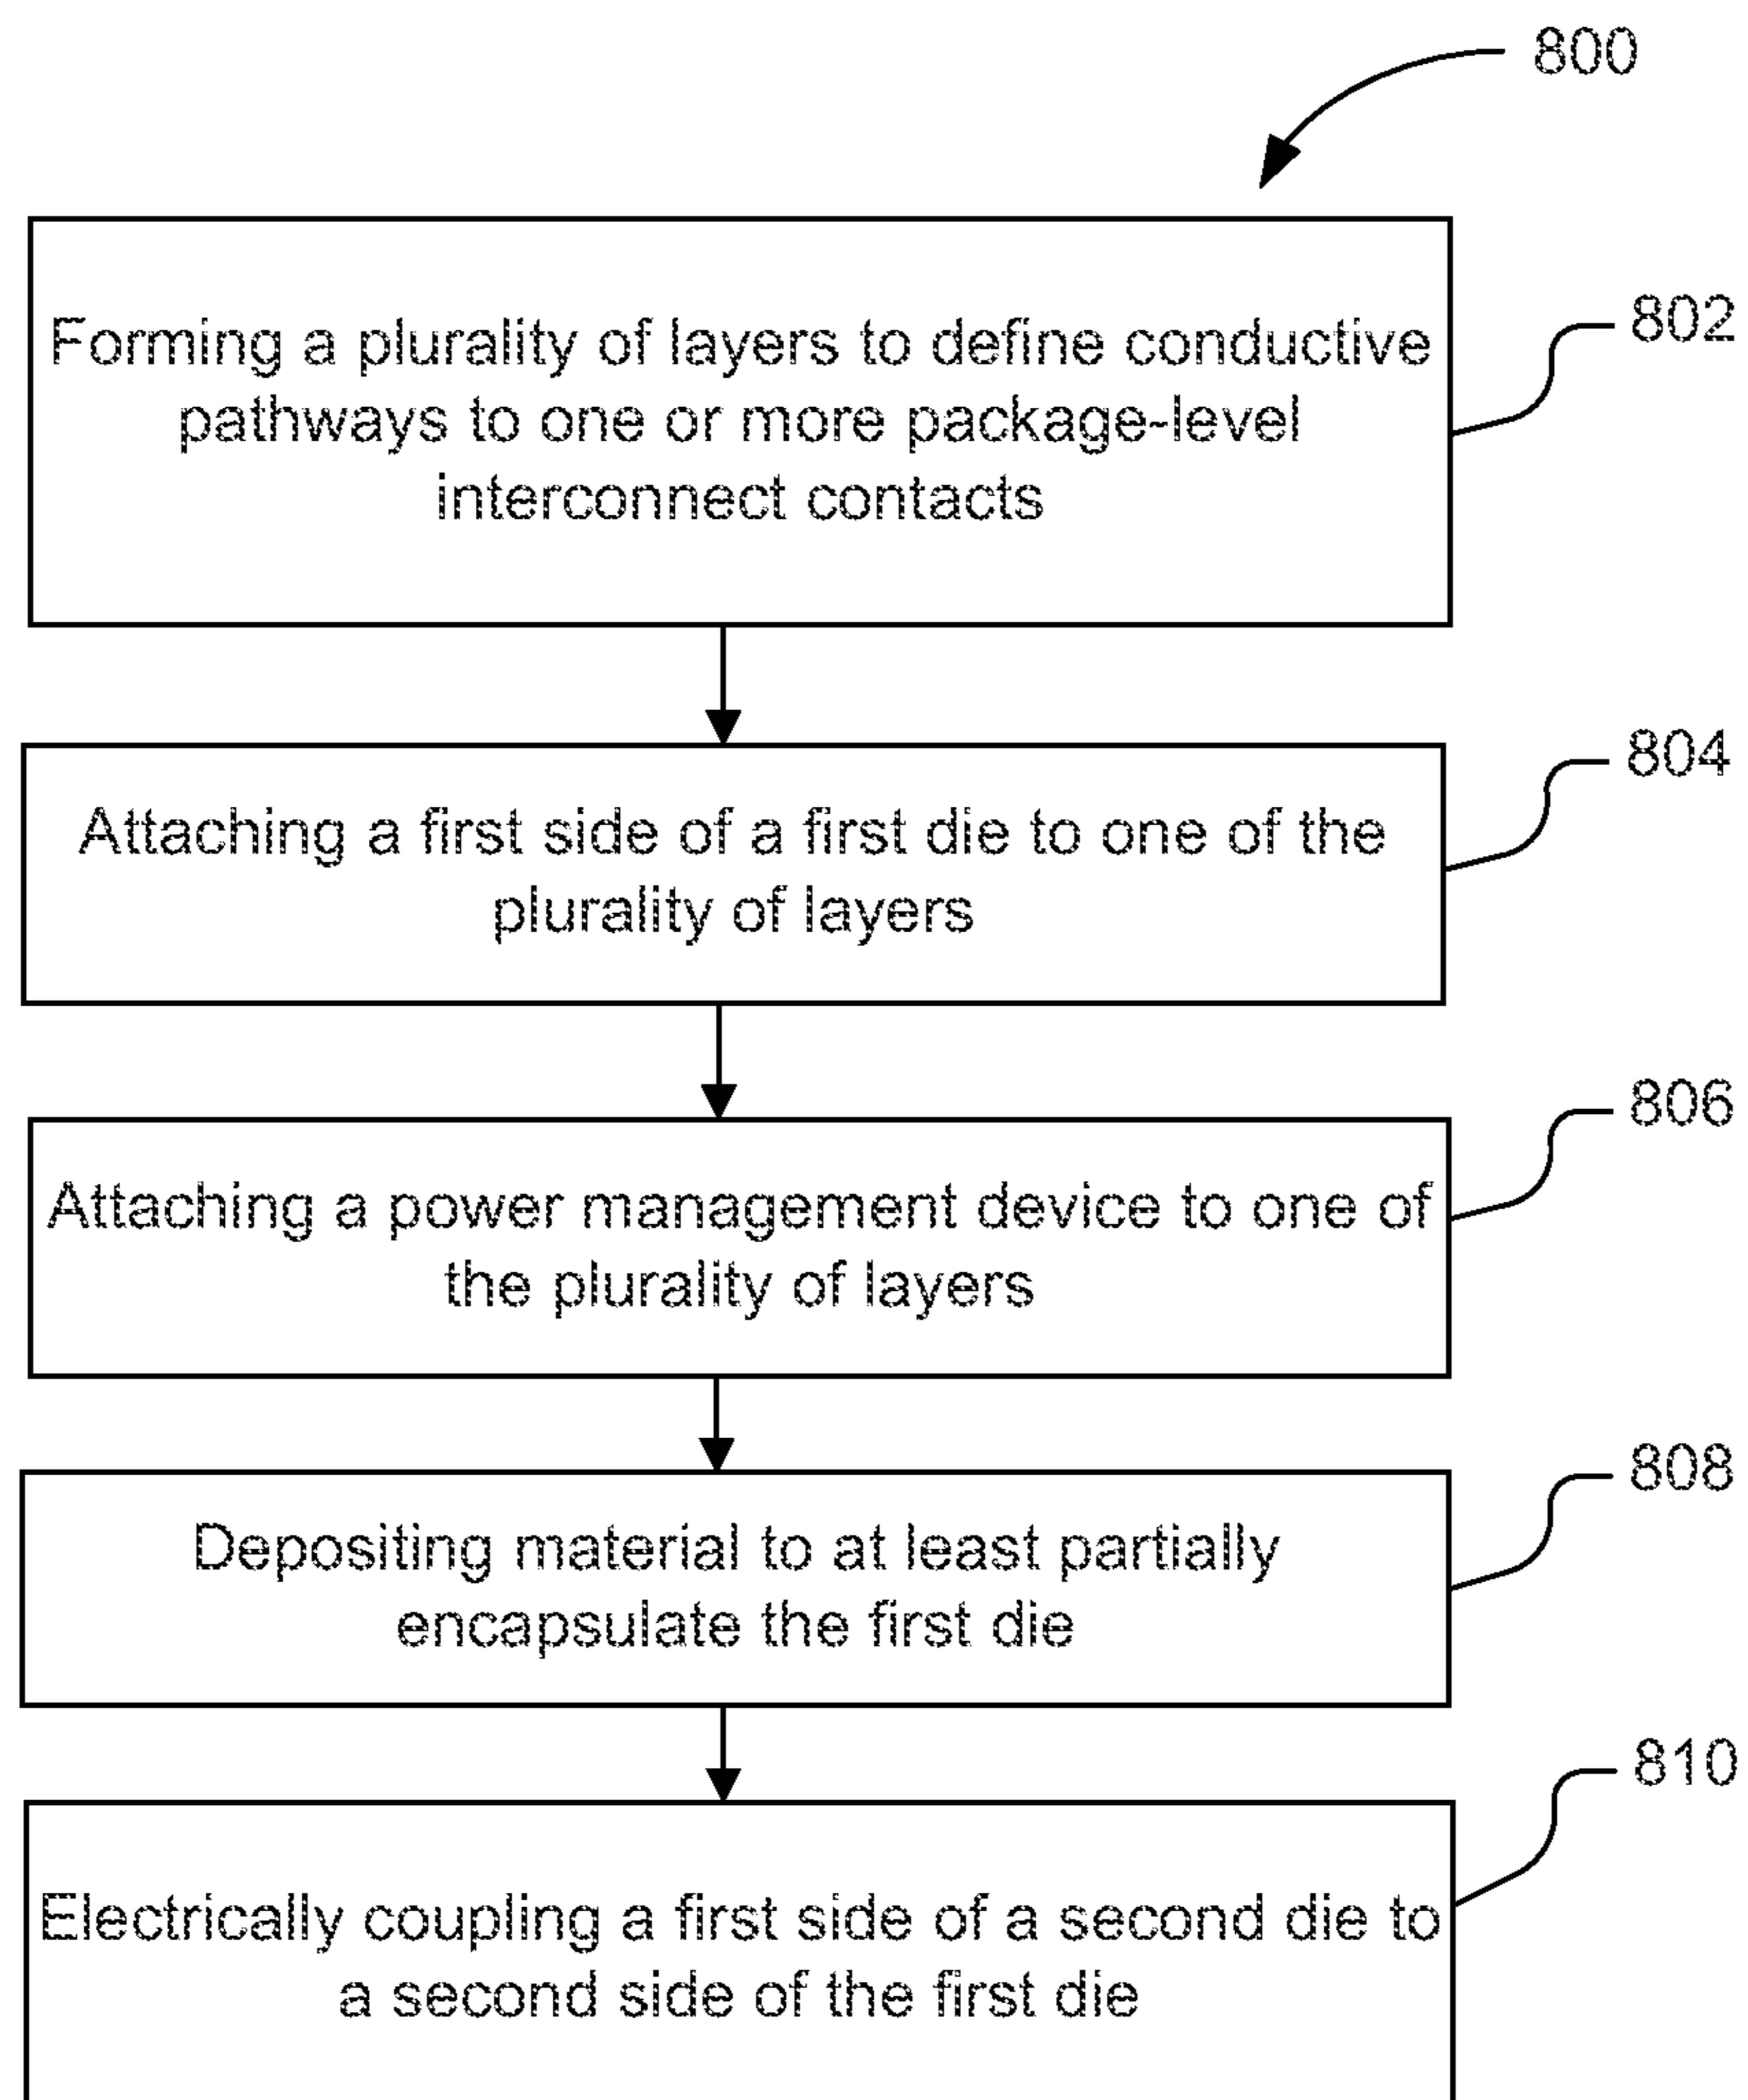 800
Forming a plurality of layers to define conductive
pathways to one or more package-level
interconnect contacts
802
Attaching a first side of a first die to one of the
plurality of layers
804
Attaching a power management device to one of
the plurality of layers
806
Depositing material to at least partially
encapsulate the first die
808
Electrically coupling a first side of a second die to
a second side of the first die
810